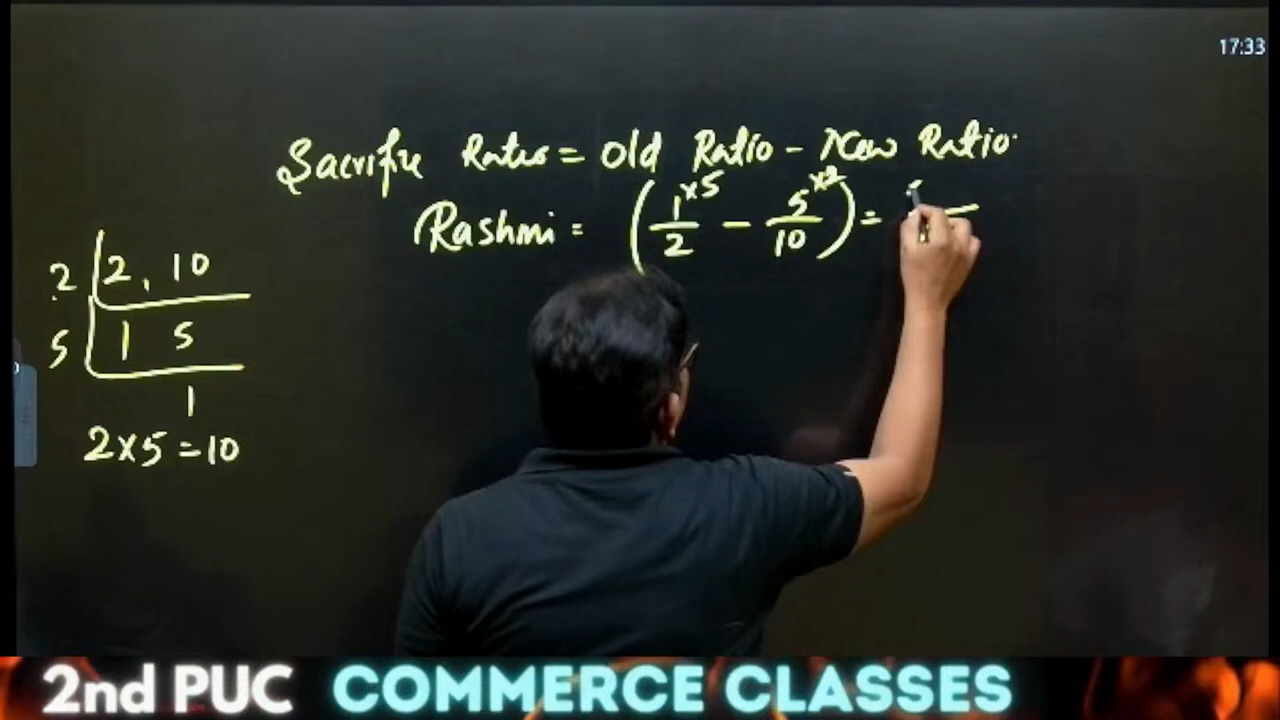 17:33
Sacrifice Ratio = Old Ratio - New Ratio.
Rashmi = (1/2 ×5 - 5/10 ) =
2 | 2, 10
5 | 1 5
1
2 × 5 = 10
2nd PUC COMMERCE CLASSES